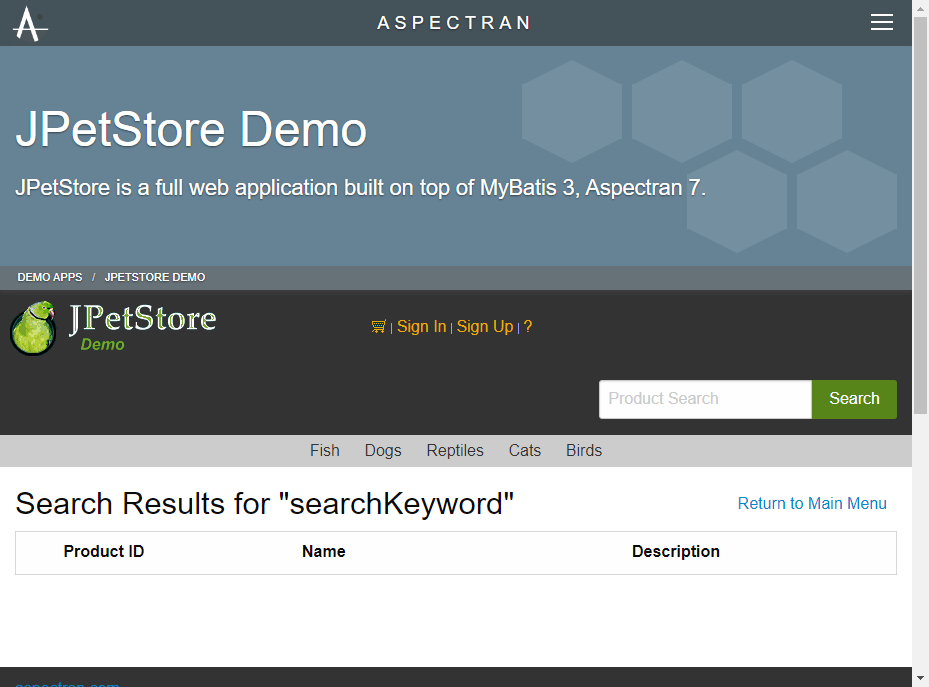 ASPECTRAN
JPetStore Demo
JPetStore is a full web application built on top of MyBatis 3, Aspectran 7.
DEMO APPS / JPETSTORE DEMO
JPetStore
Demo
| Sign In | Sign Up | ?
Product Search
Search
Fish Dogs Reptiles Cats Birds
Search Results for "searchKeyword"
Return to Main Menu
Product ID Name Description
aspectran.com